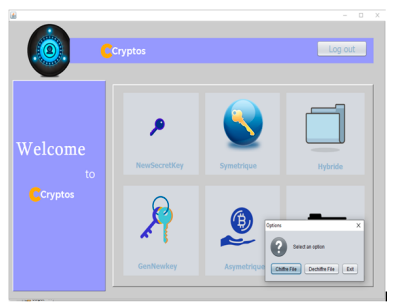 Cryptos
Log out
Welcome
to
Cryptos
NewSecretKey
Symetrique
Hybride
GenNewkey
Asymetrique
Options
X
Select an option
Chiffre File
Dechiffre File
Exit